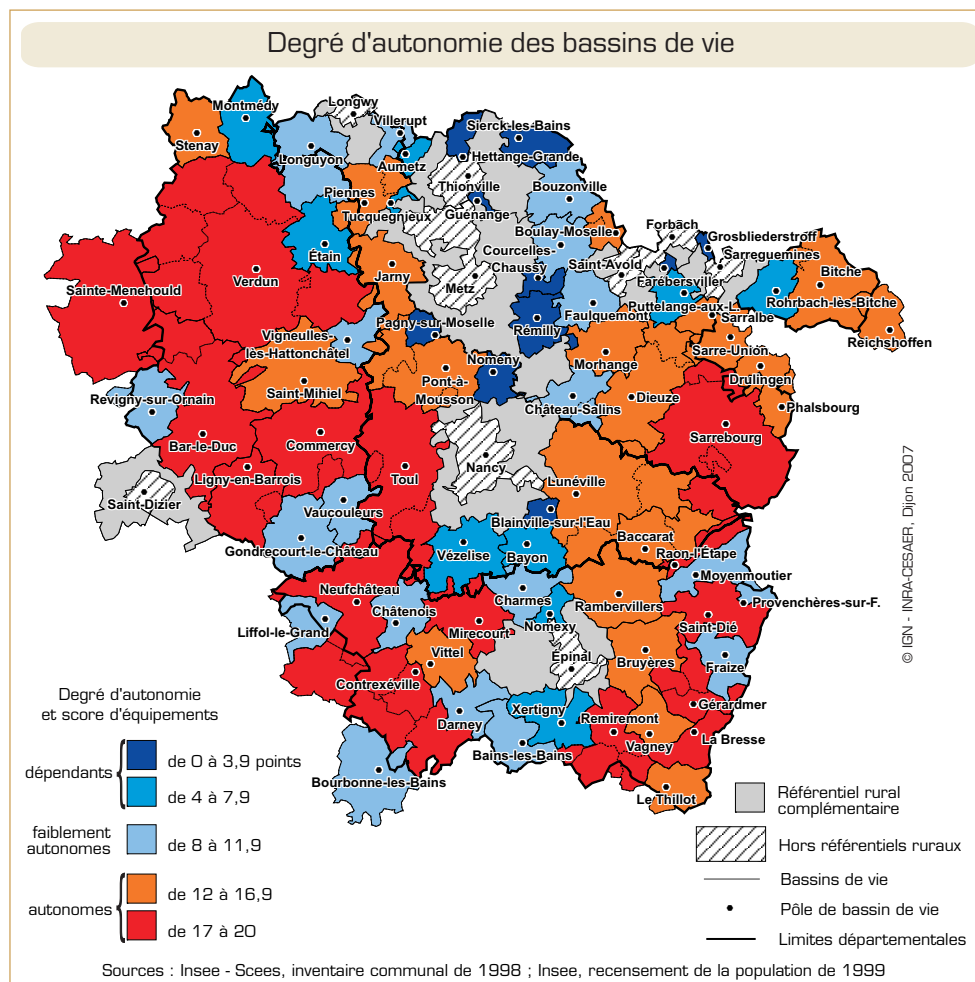 Degré d'autonomie des bassins de vie
Longwy
Montmédy
Villerupt
Sierck-les-Bains
Stenay
Longuyon
Aumetz
Hettange-Grande
Thionville
Bouzonville
Piennes
Tucquegnieux
Guénange
Boulay-Moselle
Forbach
Grosbliederstroff
Étain
Courcelles-
Chaussy
Saint-Avold
Sarreguemines
Jarny
Metz
Farébersviller
Bitche
Verdun
Sainte-Menehould
Puttelange-aux-L.
Rohrbach-lès-Bitche
Pagny-sur-Moselle
Rémilly
Faulquemont
Sarralbe
Vigneulles-
lès-Hattonchâtel
Reichshoffen
Nomeny
Morhange
Sarre-Union
Pont-à-
Mousson
Drulingen
Revigny-sur-Ornain
Saint-Mihiel
Château-Salins
Dieuze
Phalsbourg
Bar-le-Duc
Commercy
Sarrebourg
Ligny-en-Barrois
Toul
Nancy
Saint-Dizier
Lunéville
Vaucouleurs
Blainville-sur-l'Eau
Gondrecourt-le-Château
Vézelise
Bayon
Baccarat
Raon-l'Étape
Moyenmoutier
Neufchâteau
Charmes
Rambervillers
Provenchères-sur-F.
Châtenois
Liffol-le-Grand
Mirecourt
Nomexy
Saint-Dié
Vittel
Épinal
Bruyères
Fraize
Contrexéville
Gérardmer
Darney
Xertigny
Remiremont
La Bresse
Vagney
Bains-les-Bains
Bourbonne-les-Bains
Le Thillot
© IGN - INRA-CESAER, Dijon 2007
Degré d'autonomie
et score d'équipements
dépendants
de 0 à 3,9 points
de 4 à 7,9
faiblement
autonomes
de 8 à 11,9
autonomes
de 12 à 16,9
de 17 à 20
Référentiel rural
complémentaire
Hors référentiels ruraux
Bassins de vie
Pôle de bassin de vie
Limites départementales
Sources : Insee - Scees, inventaire communal de 1998 ; Insee, recensement de la population de 1999